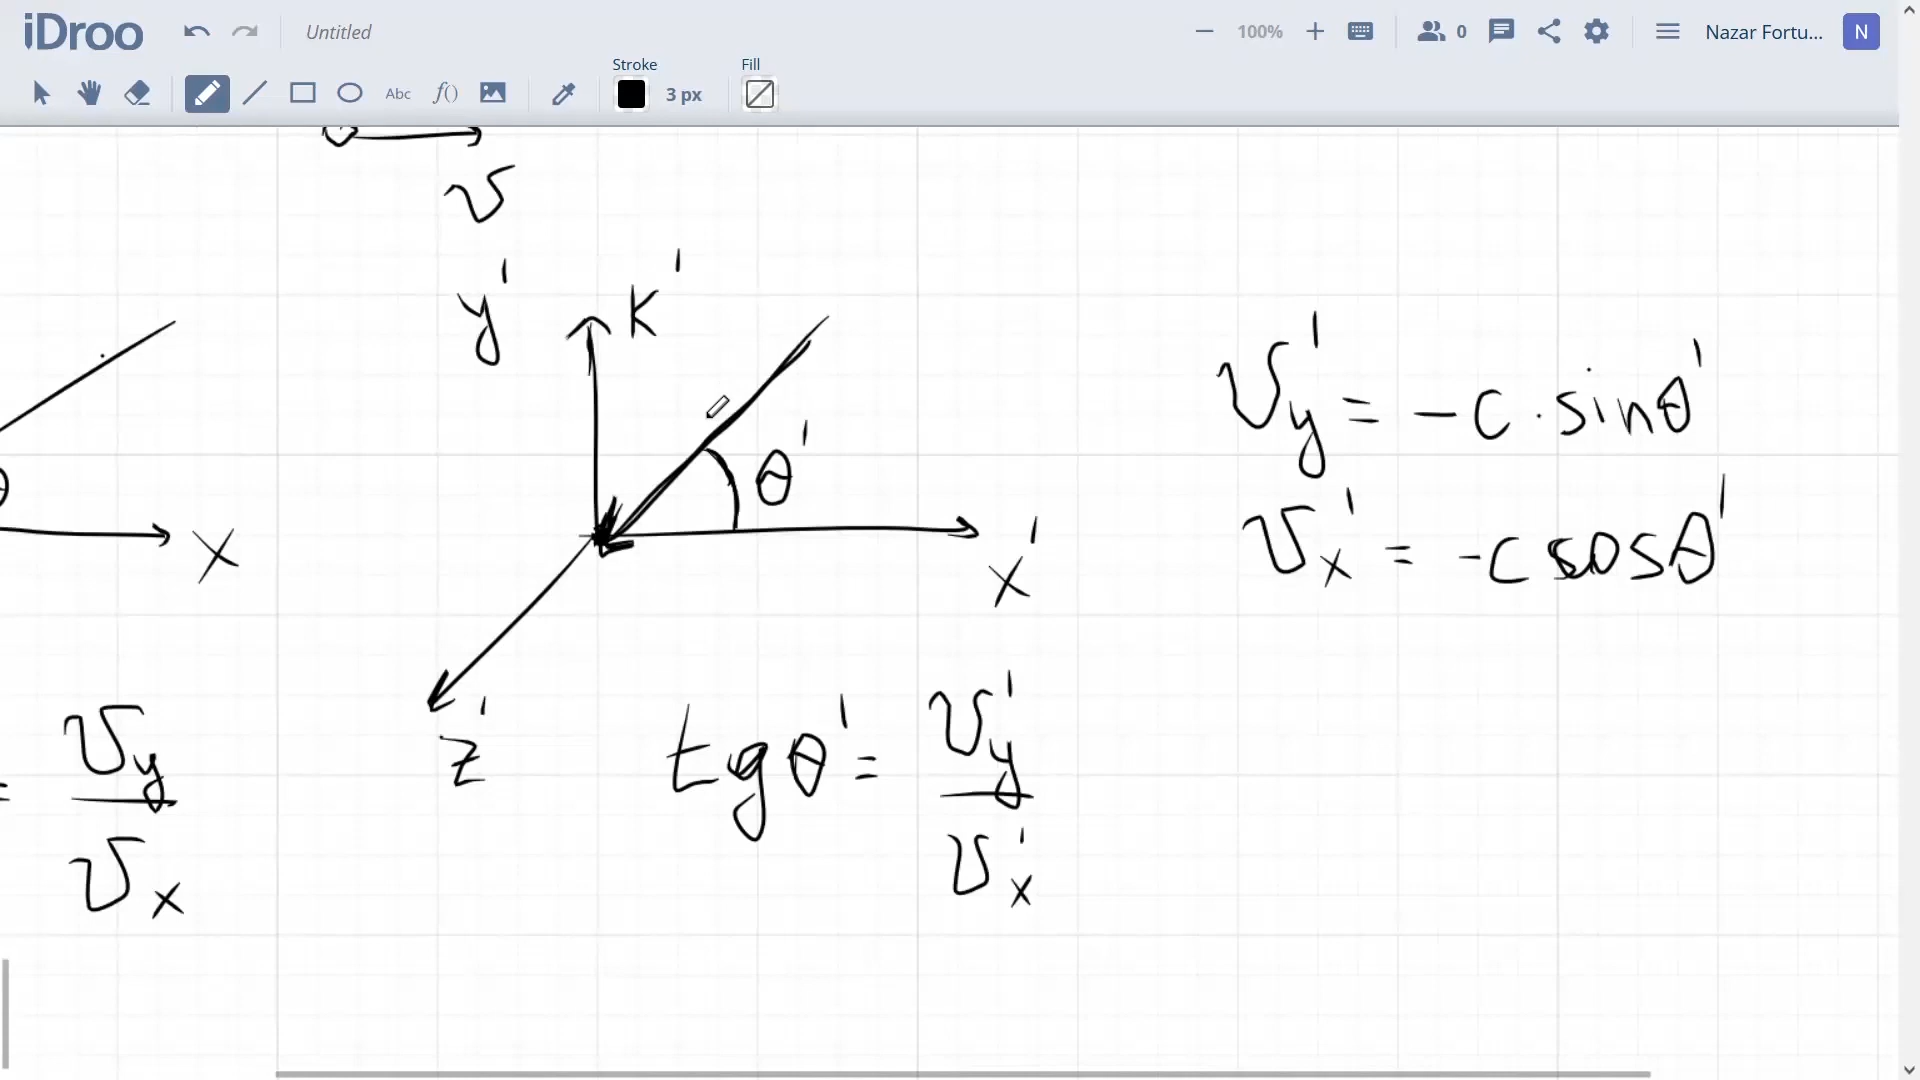 iDroo
Untitled
100%
0
Nazar Fortu...
N
Abc
f()
Stroke
3 px
Fill
v
y'
K'
θ'
x
x'
z'
v'y = -c · sinθ'
v'x = -c cosθ'
= vy / vx
tgθ' = v'y / v'x